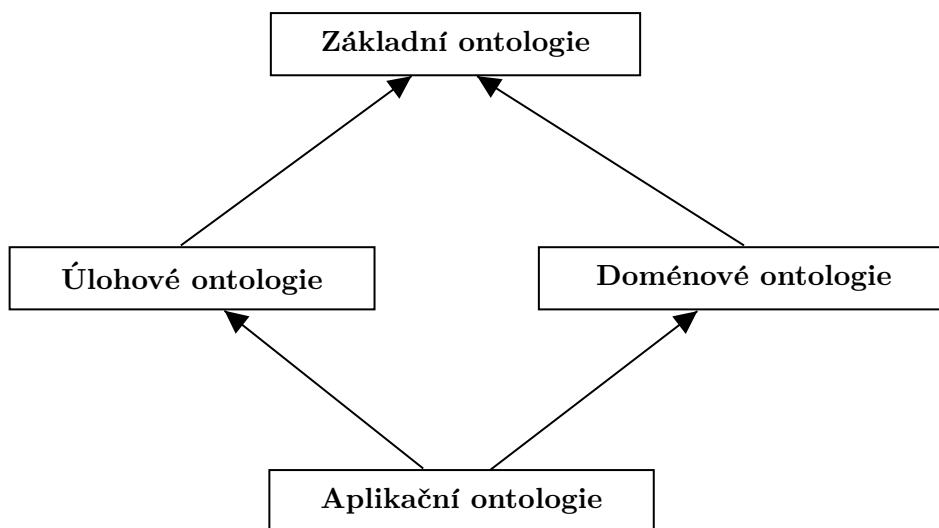 Základní ontologie
Úlohové ontologie
Doménové ontologie
Aplikační ontologie